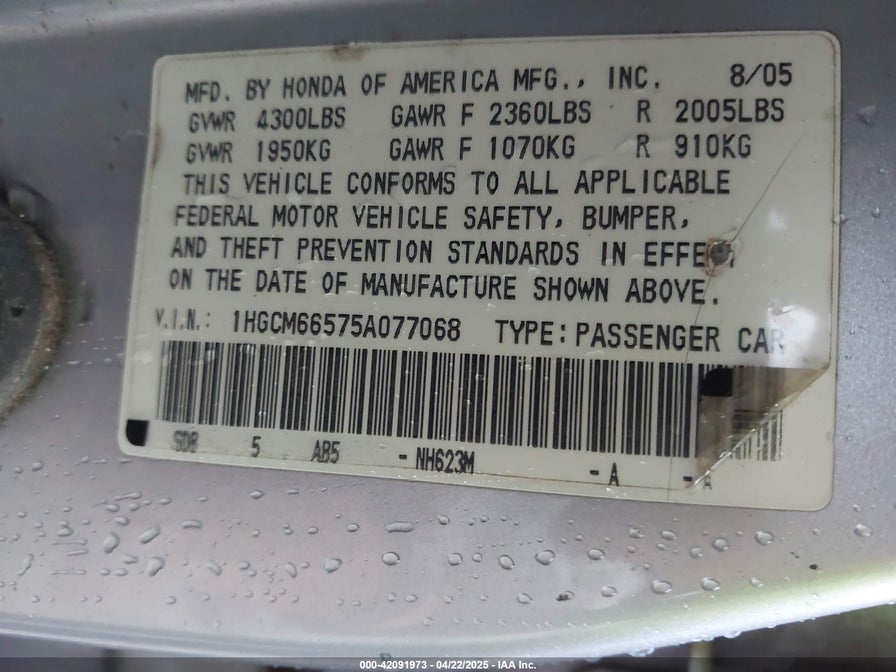 MFD. BY HONDA OF AMERICA MFG., INC. 8/05
GVWR 4300LBS GAWR F 2360LBS R 2005LBS
GVWR 1950KG GAWR F 1070KG R 910KG
THIS VEHICLE CONFORMS TO ALL APPLICABLE
FEDERAL MOTOR VEHICLE SAFETY, BUMPER,
AND THEFT PREVENTION STANDARDS IN EFFECT
ON THE DATE OF MANUFACTURE SHOWN ABOVE.
V.I.N.: 1HGCM66575A077068 TYPE: PASSENGER CAR
SDB 5 AB5 - NH623M - A - A
000-42091973 - 04/22/2025 - IAA Inc.